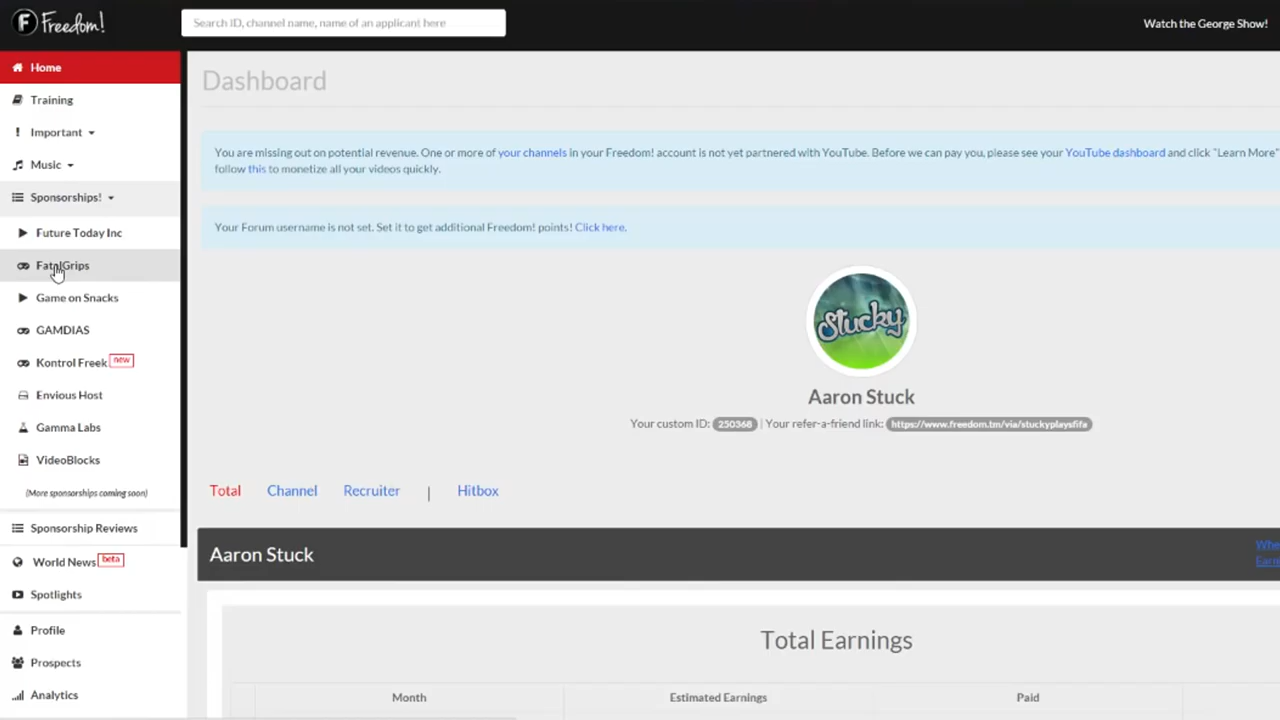 Freedom!
Search ID, channel name, name of an applicant here
Watch the George Show!
Home
Training
Important
Music
Sponsorships!
Future Today Inc
FatalGrips
Game on Snacks
GAMDIAS
Kontrol Freek new
Envious Host
Gamma Labs
VideoBlocks
(More sponsorships coming soon)
Sponsorship Reviews
World News beta
Spotlights
Profile
Prospects
Analytics
Dashboard
You are missing out on potential revenue. One or more of your channels in your Freedom! account is not yet partnered with YouTube. Before we can pay you, please see your YouTube dashboard and click "Learn More"
follow this to monetize all your videos quickly.
Your Forum username is not set. Set it to get additional Freedom! points! Click here.
Stucky
Aaron Stuck
Your custom ID: 250368 | Your refer-a-friend link: https://www.freedom.tm/via/stuckyplaysfifa
Total Channel Recruiter | Hitbox
Aaron Stuck
Total Earnings
Month Estimated Earnings Paid